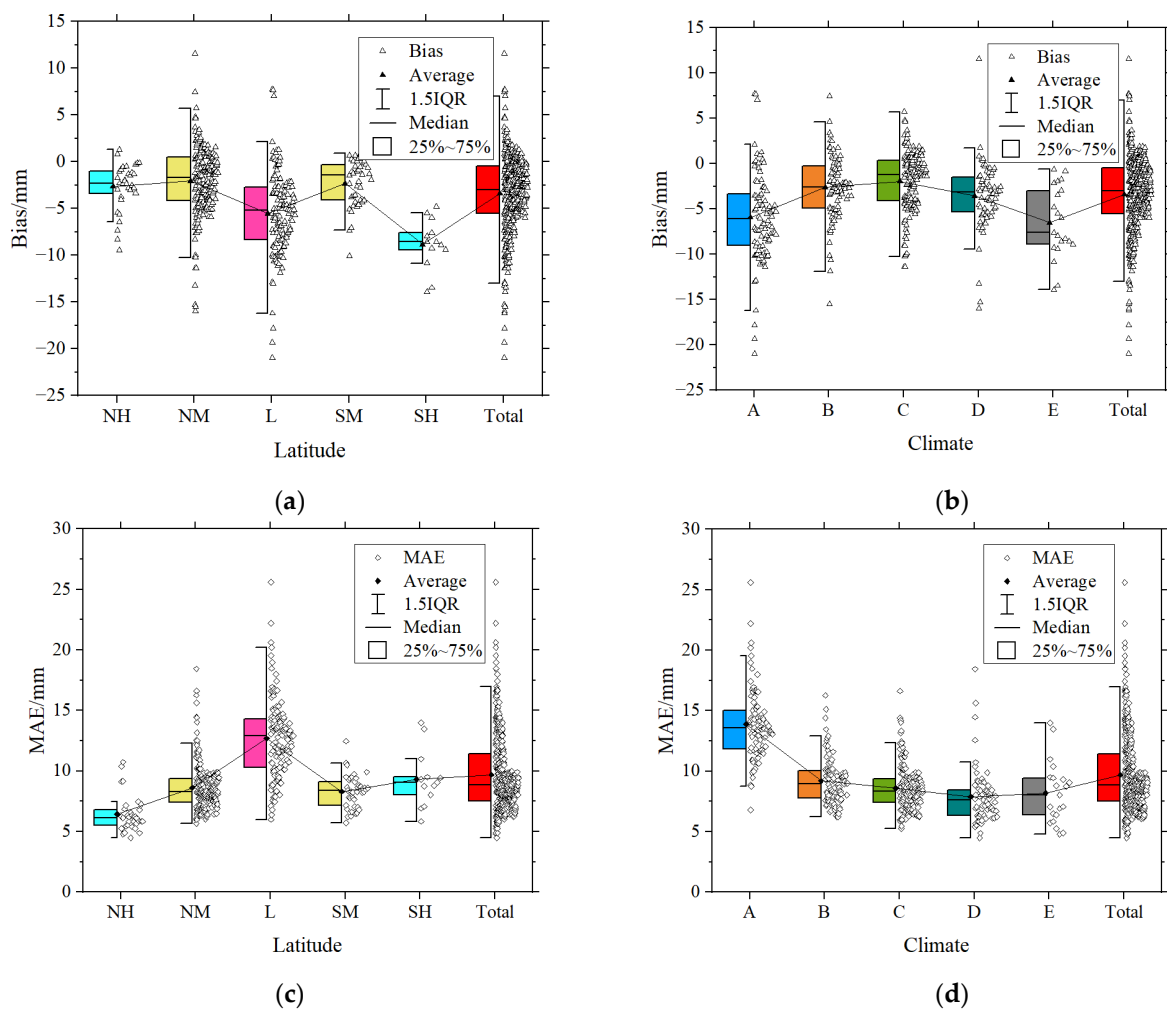 15
10
5
0
−5
−10
−15
−20
−25
Bias/mm
Bias
Average
1.5IQR
Median
25%~75%
NH NM L SM SH Total
Latitude
(a)
15
10
5
0
−5
−10
−15
−20
−25
Bias/mm
Bias
Average
1.5IQR
Median
25%~75%
A B C D E Total
Climate
(b)
30
25
20
15
10
5
0
MAE/mm
MAE
Average
1.5IQR
Median
25%~75%
NH NM L SM SH Total
Latitude
(c)
30
25
20
15
10
5
0
MAE/mm
MAE
Average
1.5IQR
Median
25%~75%
A B C D E Total
Climate
(d)